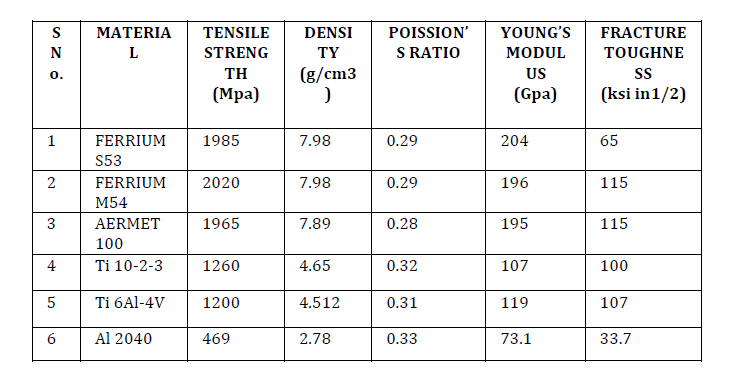 S No. MATERIAL TENSILE STRENGTH (Mpa) DENSITY (g/cm3) POISSION'S RATIO YOUNG'S MODULUS (Gpa) FRACTURE TOUGHNESS (ksi in1/2)
1 FERRIUM S53 1985 7.98 0.29 204 65
2 FERRIUM M54 2020 7.98 0.29 196 115
3 AERMET 100 1965 7.89 0.28 195 115
4 Ti 10-2-3 1260 4.65 0.32 107 100
5 Ti 6Al-4V 1200 4.512 0.31 119 107
6 Al 2040 469 2.78 0.33 73.1 33.7